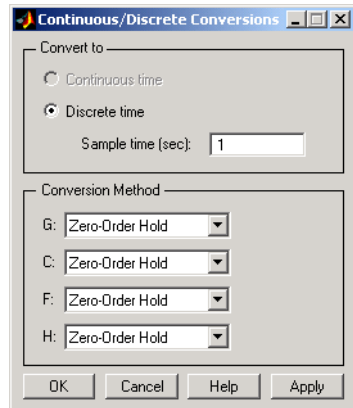 Continuous/Discrete Conversions
Convert to
Continuous time
Discrete time
Sample time (sec): 1
Conversion Method
G: Zero-Order Hold
C: Zero-Order Hold
F: Zero-Order Hold
H: Zero-Order Hold
OK Cancel Help Apply